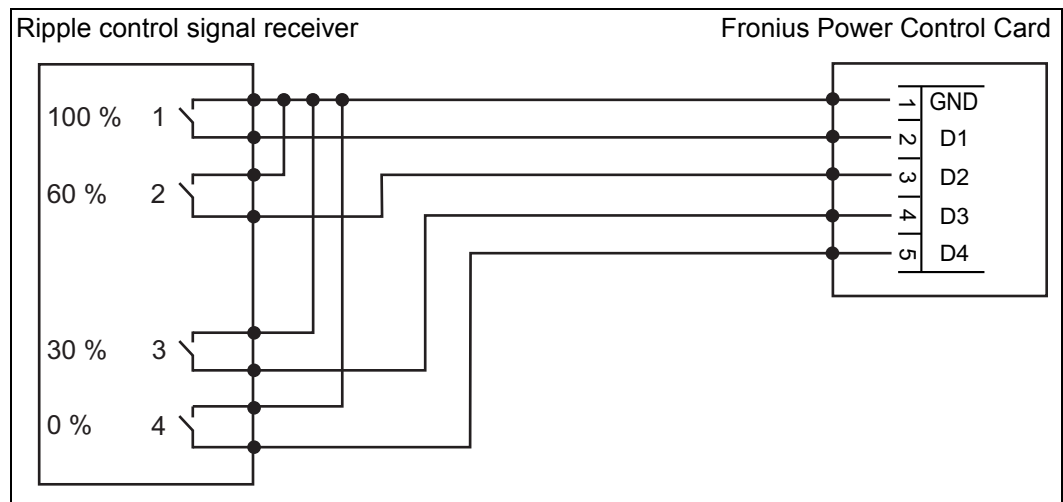 Ripple control signal receiver
Fronius Power Control Card
100 % 1
60 % 2
30 % 3
0 % 4
1 GND
2 D1
3 D2
4 D3
5 D4